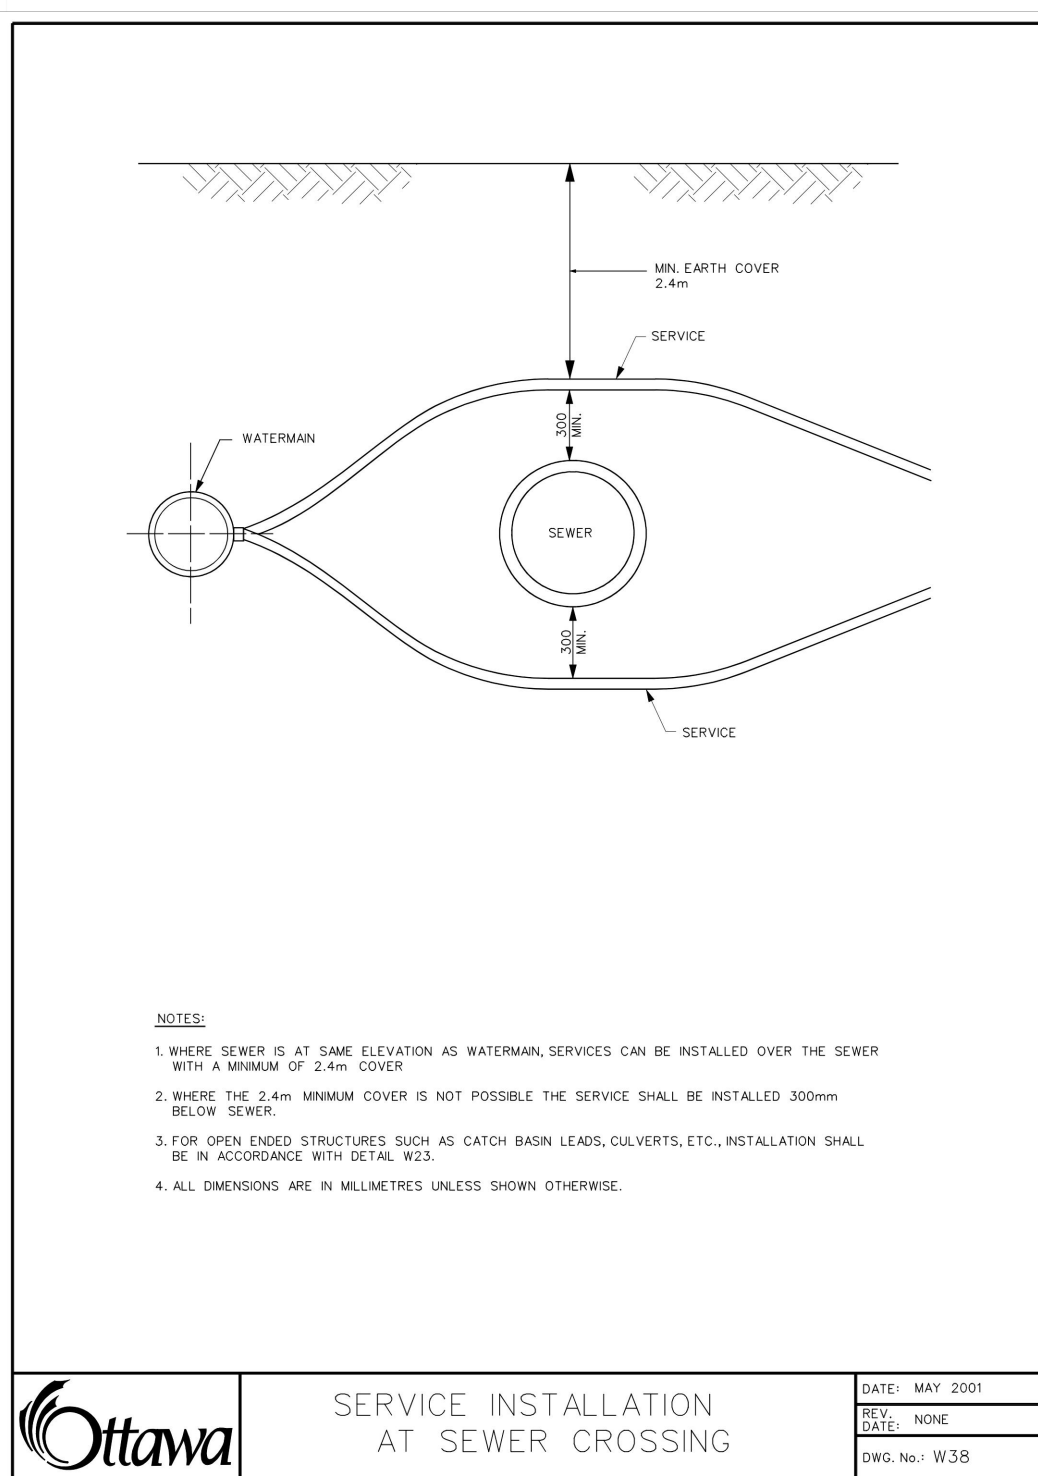 MIN. EARTH COVER
2.4m
SERVICE
300
MIN.
WATERMAIN
SEWER
300
MIN.
SERVICE
NOTES:
1. WHERE SEWER IS AT SAME ELEVATION AS WATERMAIN, SERVICES CAN BE INSTALLED OVER THE SEWER
WITH A MINIMUM OF 2.4m COVER
2. WHERE THE 2.4m MINIMUM COVER IS NOT POSSIBLE THE SERVICE SHALL BE INSTALLED 300mm
BELOW SEWER.
3. FOR OPEN ENDED STRUCTURES SUCH AS CATCH BASIN LEADS, CULVERTS, ETC., INSTALLATION SHALL
BE IN ACCORDANCE WITH DETAIL W23.
4. ALL DIMENSIONS ARE IN MILLIMETRES UNLESS SHOWN OTHERWISE.
Ottawa
SERVICE INSTALLATION
AT SEWER CROSSING
DATE: MAY 2001
REV.
DATE: NONE
DWG. No.: W38